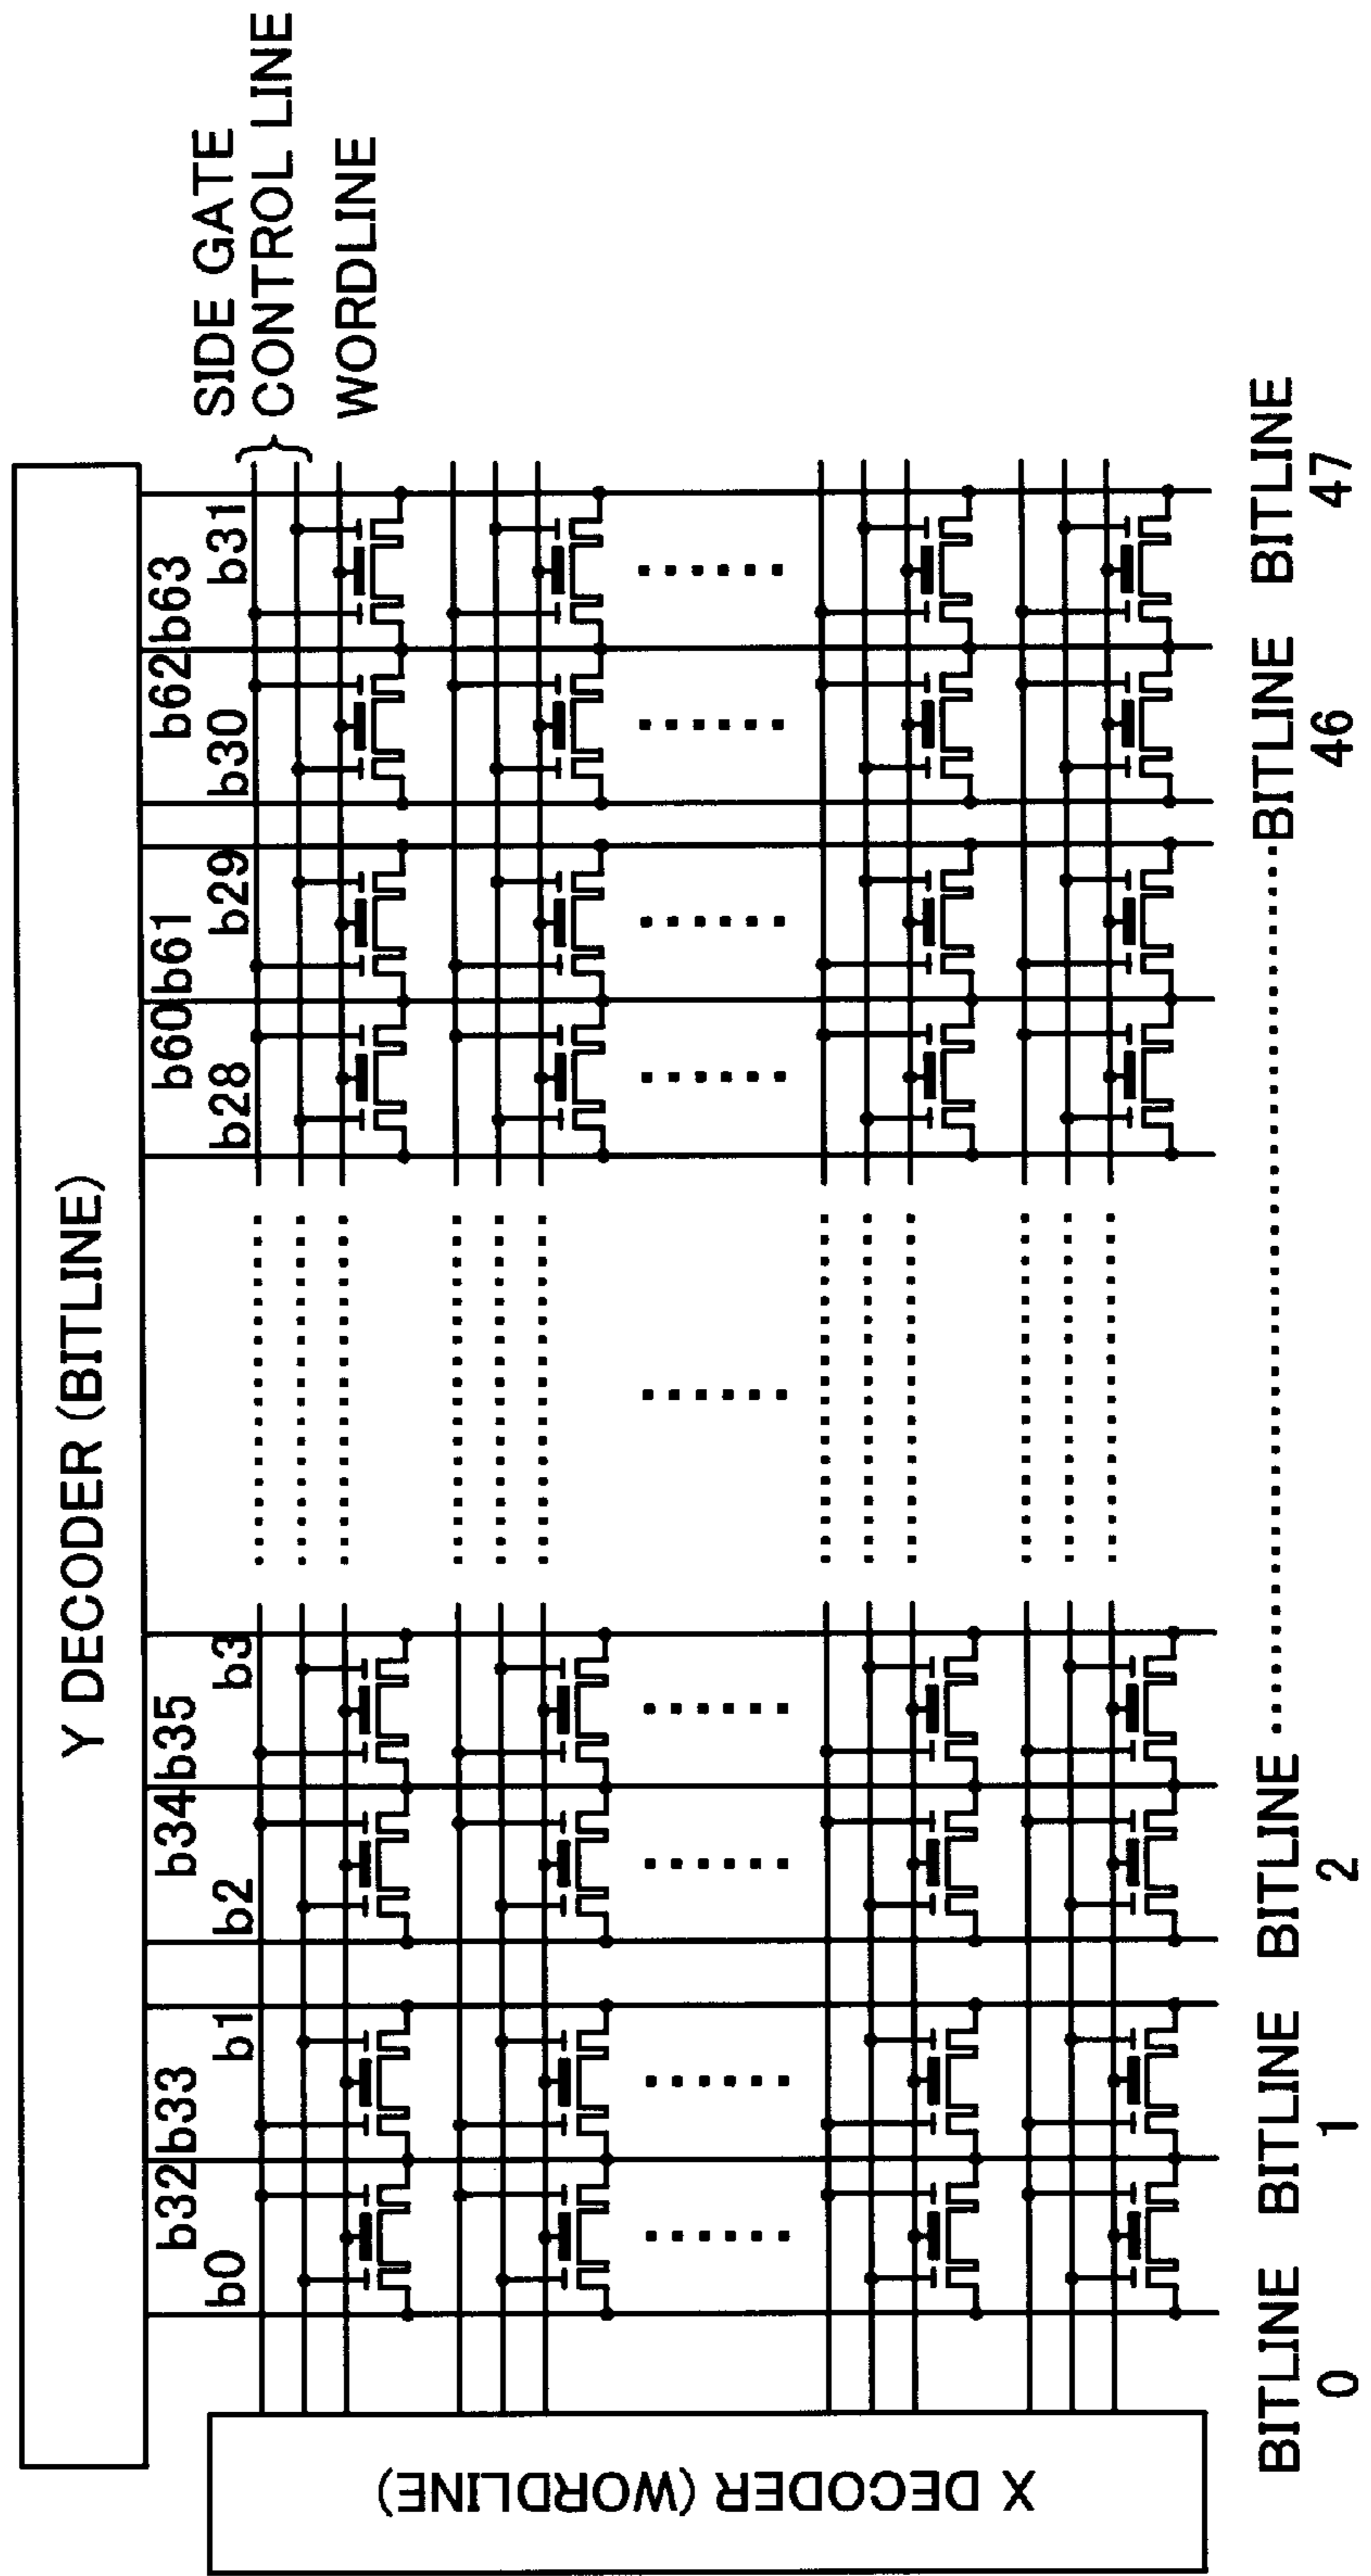 Y DECODER (BITLINE)
SIDE GATE
CONTROL LINE
WORDLINE
b32 b33 b34 b35 b60 b61 b62 b63
b0 b1 b2 b3 b28 b29 b30 b31
X DECODER (WORDLINE)
BITLINE BITLINE BITLINE BITLINE BITLINE
0 1 2 46 47